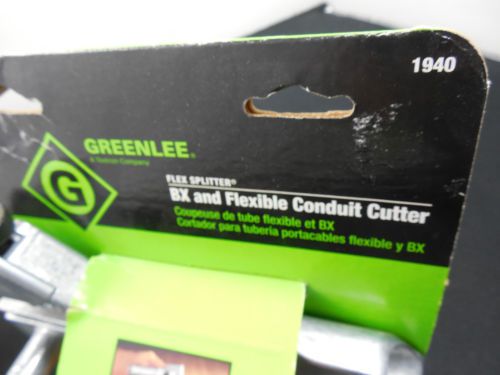 1940
GREENLEE®
A Textron Company
G
FLEX SPLITTER®
BX and Flexible Conduit Cutter
Coupeuse de tube flexible et BX
Cortador para tuberia portacables flexible y BX